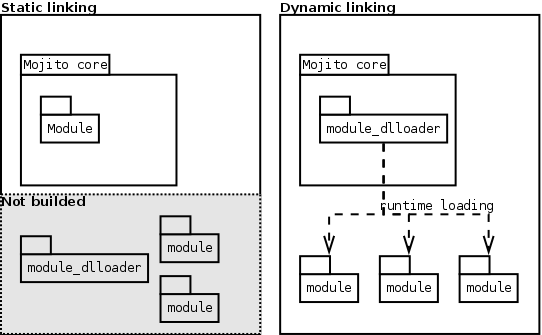 Static linking
Mojito core
Module
Not builded
module_dlloader
module
module
Dynamic linking
Mojito core
module_dlloader
runtime loading
module
module
module